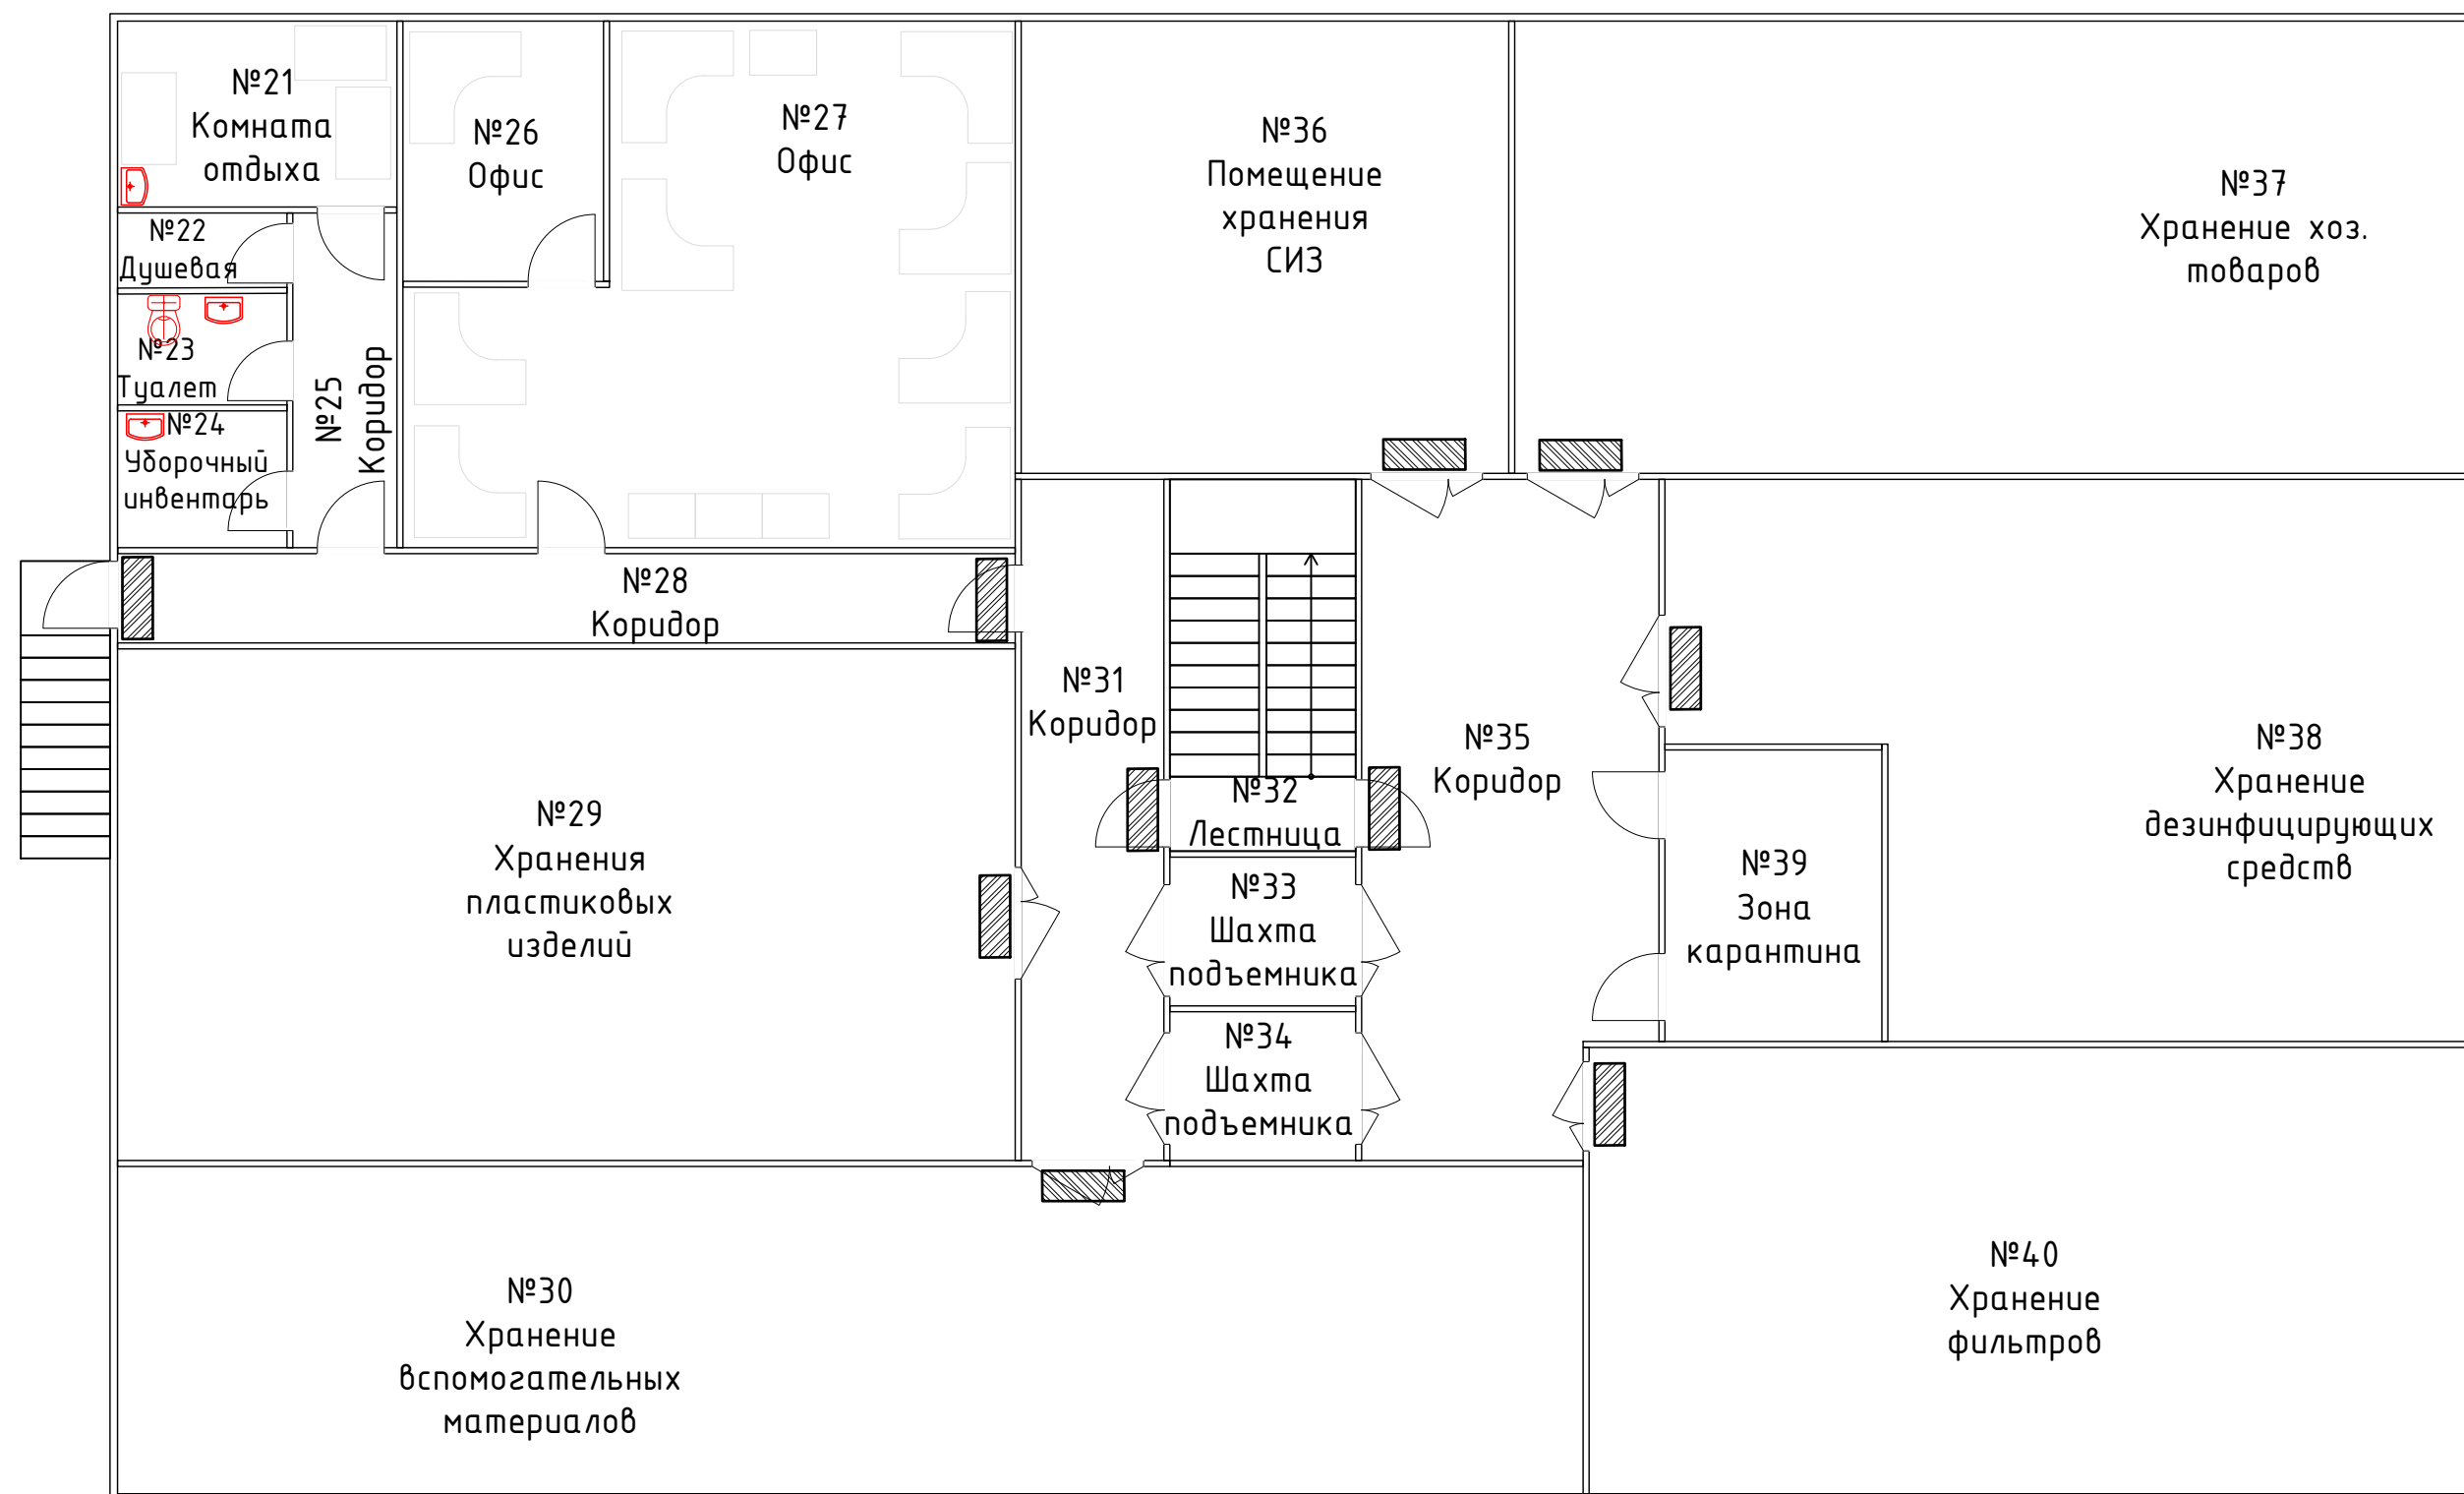 №21
Комната
отдыха
№22
Душевая
№23
Туалет
№24
Уборочный
инвентарь
№25
Коридор
№26
Офис
№27
Офис
№28
Коридор
№29
Хранения
пластиковых
изделий
№30
Хранение
вспомогательных
материалов
№31
Коридор
№32
Лестница
№33
Шахта
подъемника
№34
Шахта
подъемника
№35
Коридор
№36
Помещение
хранения
СИЗ
№37
Хранение хоз.
товаров
№38
Хранение
дезинфицирующих
средств
№39
Зона
карантина
№40
Хранение
фильтров